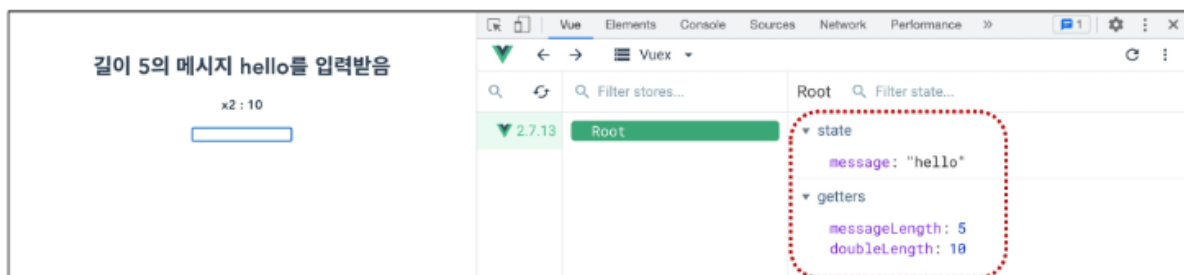 길이 5의 메시지 hello를 입력받음
x2 : 10
Vue Elements Console Sources Network Performance » 1
Vuex
Filter stores...
Root Filter state...
2.7.13 Root
state
message: "hello"
getters
messageLength: 5
doubleLength: 10